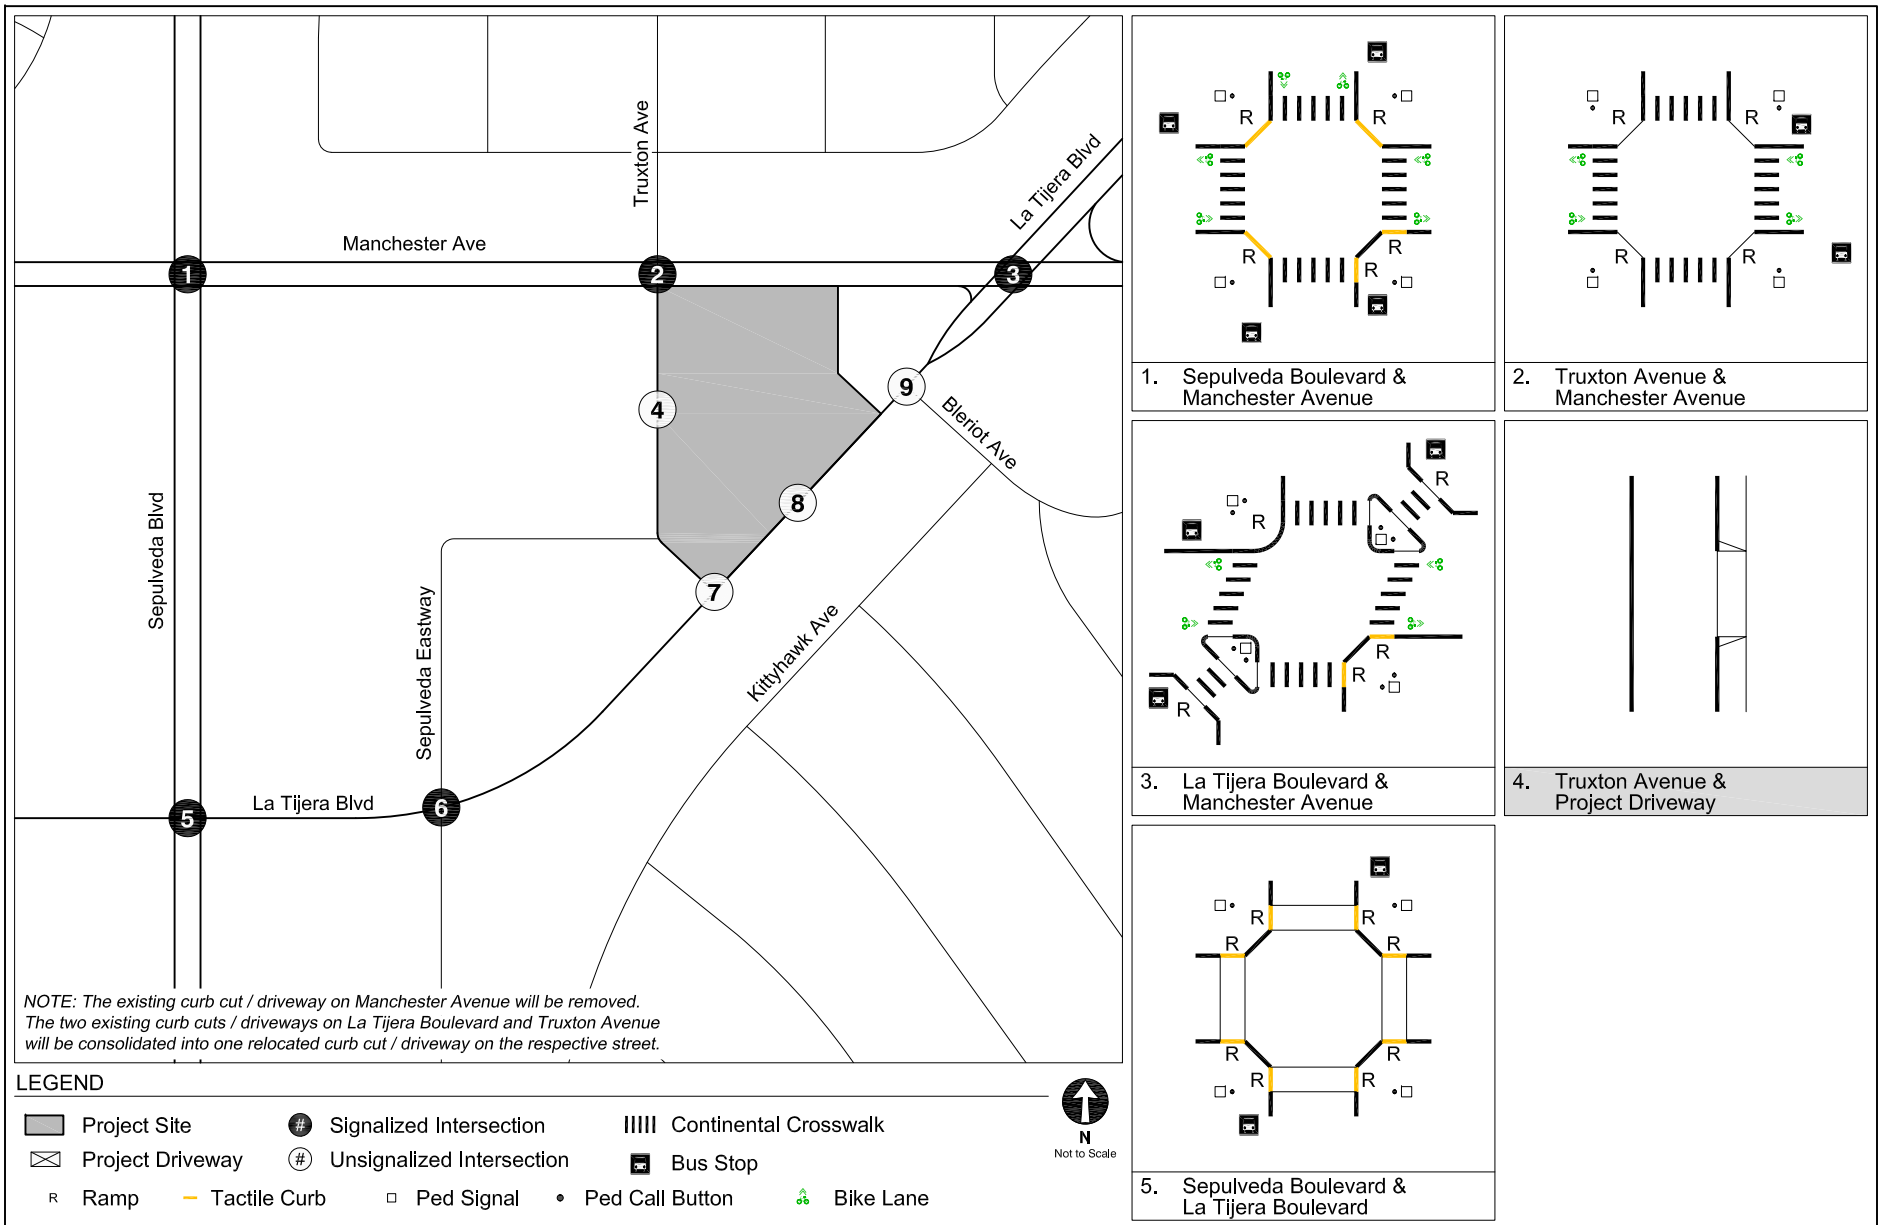 Truxton Ave
La Tijera Blvd
Manchester Ave
1
2
3
4
9
Bleriot Ave
8
Sepulveda Blvd
7
Sepulveda Eastway
Kittyhawk Ave
La Tijera Blvd
5
6
NOTE: The existing curb cut / driveway on Manchester Avenue will be removed.
The two existing curb cuts / driveways on La Tijera Boulevard and Truxton Avenue
will be consolidated into one relocated curb cut / driveway on the respective street.
LEGEND
Project Site
# Signalized Intersection
Continental Crosswalk
Project Driveway
# Unsignalized Intersection
Bus Stop
R Ramp
Tactile Curb
Ped Signal
Ped Call Button
Bike Lane
N
Not to Scale
R R
R R
R
1. Sepulveda Boulevard &
Manchester Avenue
R R
R R
2. Truxton Avenue &
Manchester Avenue
R
R
R
R
R
3. La Tijera Boulevard &
Manchester Avenue
4. Truxton Avenue &
Project Driveway
R R
R R
R R
R R
5. Sepulveda Boulevard &
La Tijera Boulevard